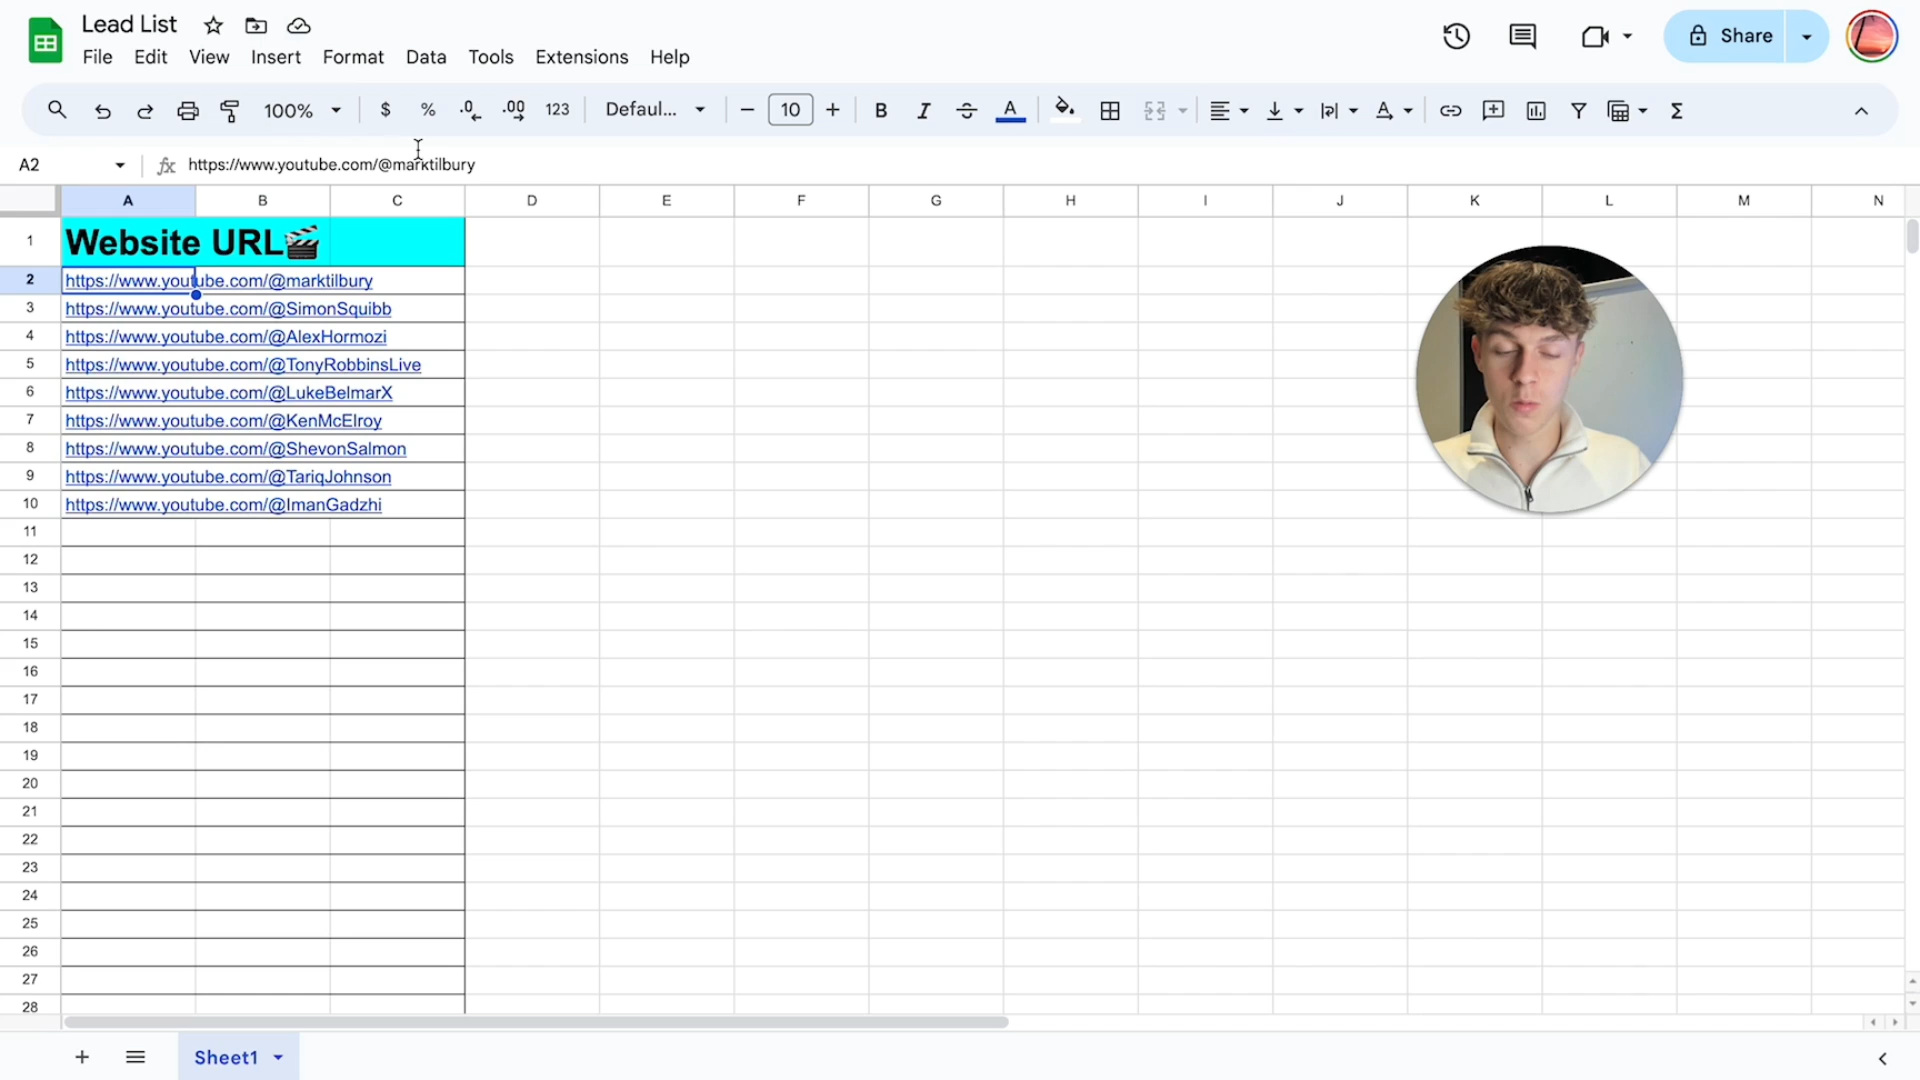 Lead List
File Edit View Insert Format Data Tools Extensions Help
Share
100% $ % .0 .00 123 Defaul... 10 B I A A Σ
A2 fx https://www.youtube.com/@marktilbury
A B C D E F G H I J K L M N
1 Website URL🎬
2 https://www.youtube.com/@marktilbury
3 https://www.youtube.com/@SimonSquibb
4 https://www.youtube.com/@AlexHormozi
5 https://www.youtube.com/@TonyRobbinsLive
6 https://www.youtube.com/@LukeBelmarX
7 https://www.youtube.com/@KenMcElroy
8 https://www.youtube.com/@ShevonSalmon
9 https://www.youtube.com/@TariqJohnson
10 https://www.youtube.com/@ImanGadzhi
11
12
13
14
15
16
17
18
19
20
21
22
23
24
25
26
27
28
Sheet1